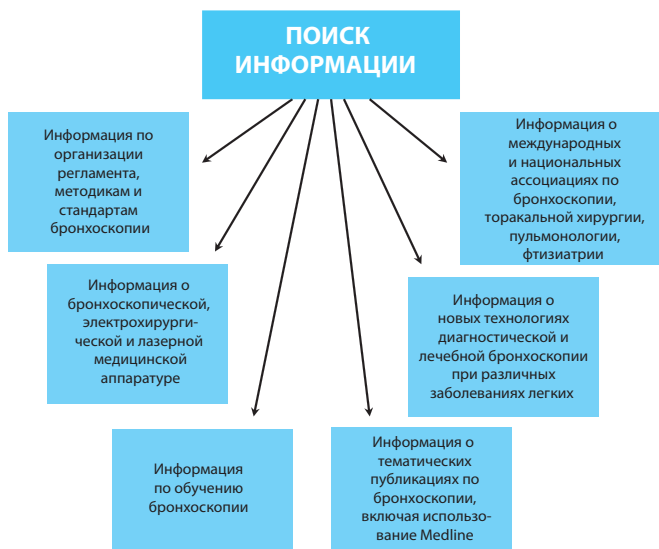 ПОИСК
ИНФОРМАЦИИ
Информация по
организации
регламента,
методикам и
стандартам
бронхоскопии
Информация о
международных
и национальных
ассоциациях по
бронхоскопии,
торакальной хирургии,
пульмонологии,
фтизиатрии
Информация о
бронхоскопической,
электрохирурги-
ческой и лазерной
медицинской
аппаратуре
Информация о
новых технологиях
диагностической и
лечебной бронхоскопии
при различных
заболеваниях легких
Информация
по обучению
бронхоскопии
Информация о
тематических
публикациях по
бронхоскопии,
включая использо-
вание Medline